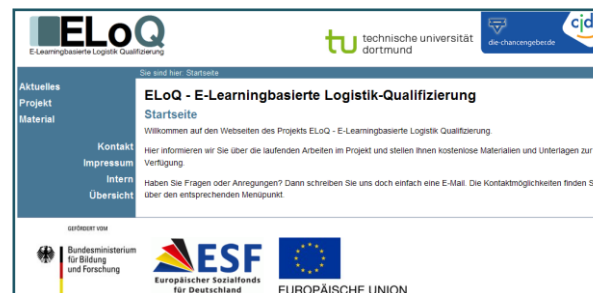 ELoQ
E-Learningbasierte Logistik Qualifizierung
tu technische universität
dortmund
die-chancengeber.de
cjd
Sie sind hier: Startseite
Aktuelles
Projekt
Material
Kontakt
Impressum
Intern
Übersicht
ELoQ - E-Learningbasierte Logistik-Qualifizierung
Startseite
Willkommen auf den Webseiten des Projekts ELoQ - E-Learningbasierte Logistik Qualifizierung.
Hier informieren wir Sie über die laufenden Arbeiten im Projekt und stellen Ihnen kostenlose Materialien und Unterlagen zur
Verfügung.
Haben Sie Fragen oder Anregungen? Dann schreiben Sie uns doch einfach eine E-Mail. Die Kontaktmöglichkeiten finden S
über den entsprechenden Menüpunkt.
GEFÖRDERT VOM
Bundesministerium
für Bildung
und Forschung
ESF
Europäischer Sozialfonds
für Deutschland
EUROPÄISCHE UNION